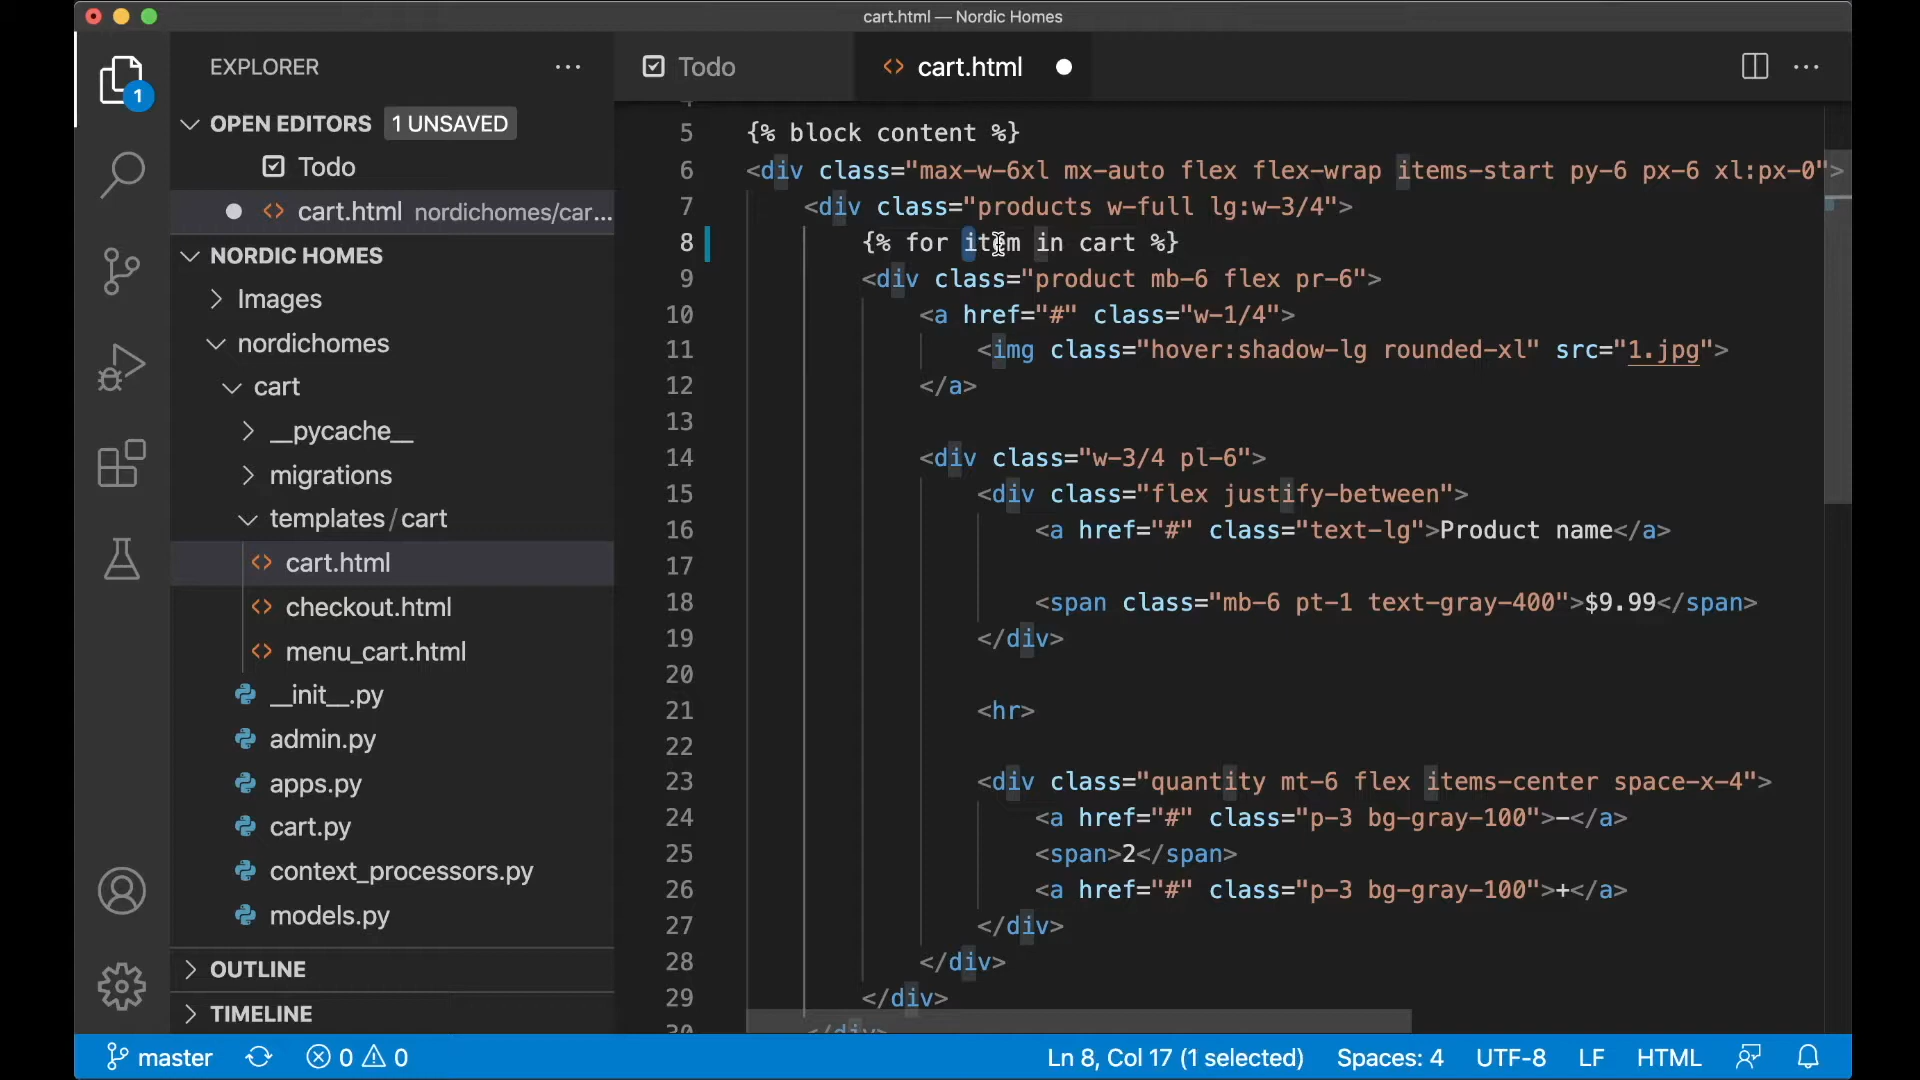 cart.html — Nordic Homes
EXPLORER
OPEN EDITORS 1 UNSAVED
Todo
cart.html nordichomes/car...
NORDIC HOMES
Images
nordichomes
cart
__pycache__
migrations
templates/cart
cart.html
checkout.html
menu_cart.html
__init__.py
admin.py
apps.py
cart.py
context_processors.py
models.py
OUTLINE
TIMELINE
1
Todo
cart.html
5 {% block content %}
6 <div class="max-w-6xl mx-auto flex flex-wrap items-start py-6 px-6 xl:px-0">
7 <div class="products w-full lg:w-3/4">
8 {% for item in cart %}
9 <div class="product mb-6 flex pr-6">
10 <a href="#" class="w-1/4">
11 <img class="hover:shadow-lg rounded-xl" src="1.jpg">
12 </a>
13
14 <div class="w-3/4 pl-6">
15 <div class="flex justify-between">
16 <a href="#" class="text-lg">Product name</a>
17
18 <span class="mb-6 pt-1 text-gray-400">$9.99</span>
19 </div>
20
21 <hr>
22
23 <div class="quantity mt-6 flex items-center space-x-4">
24 <a href="#" class="p-3 bg-gray-100">-</a>
25 <span>2</span>
26 <a href="#" class="p-3 bg-gray-100">+</a>
27 </div>
28 </div>
29 </div>
30 </div>
master 0 0 Ln 8, Col 17 (1 selected) Spaces: 4 UTF-8 LF HTML